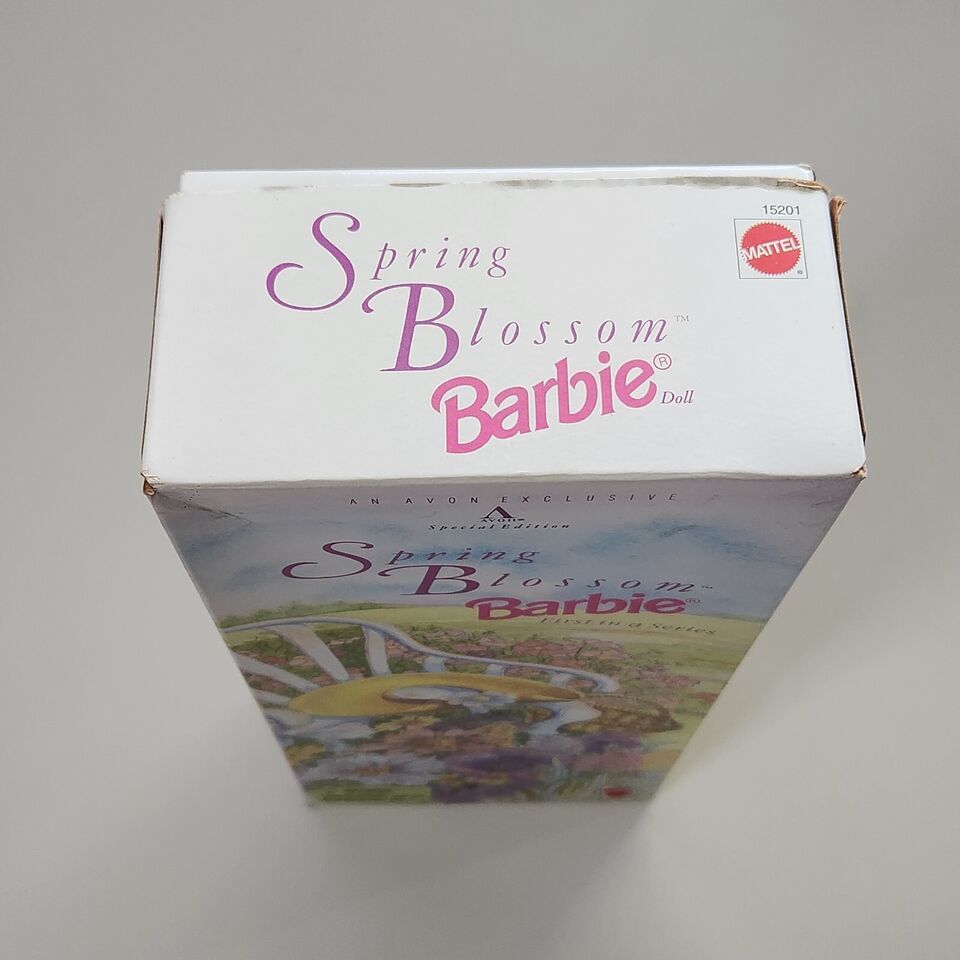 15201
MATTEL
®
Spring
Blossom™
Barbie®
Doll
AN AVON EXCLUSIVE
AVON
Special Edition
Spring
Blossom™
Barbie®
First in a Series